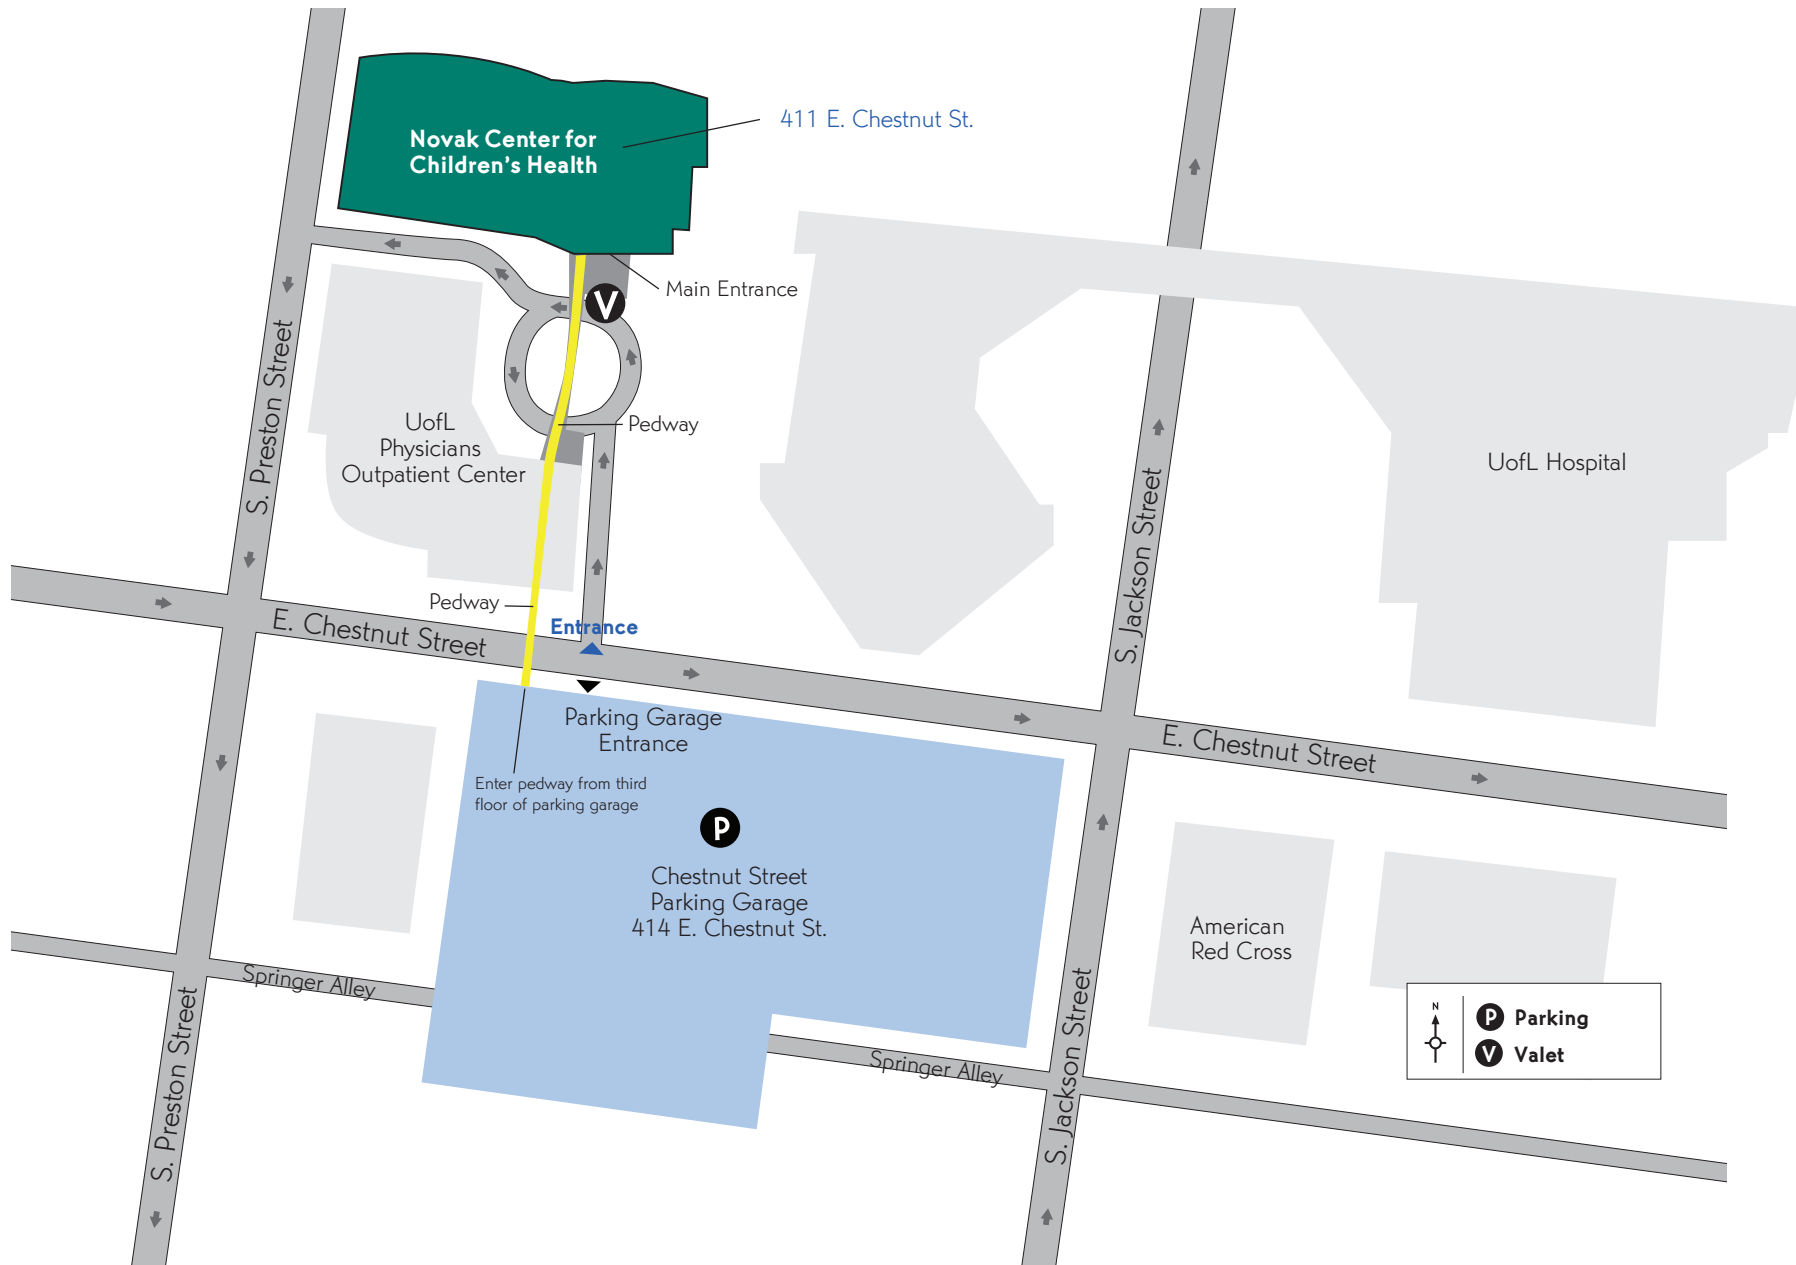 Novak Center for
Children's Health
411 E. Chestnut St.
Main Entrance
V
Pedway
UofL
Physicians
Outpatient Center
S. Preston Street
UofL Hospital
S. Jackson Street
Pedway
Entrance
E. Chestnut Street
Parking Garage
Entrance
E. Chestnut Street
Enter pedway from third
floor of parking garage
P
Chestnut Street
Parking Garage
414 E. Chestnut St.
American
Red Cross
Springer Alley
S. Preston Street
Springer Alley
S. Jackson Street
N
P Parking
V Valet